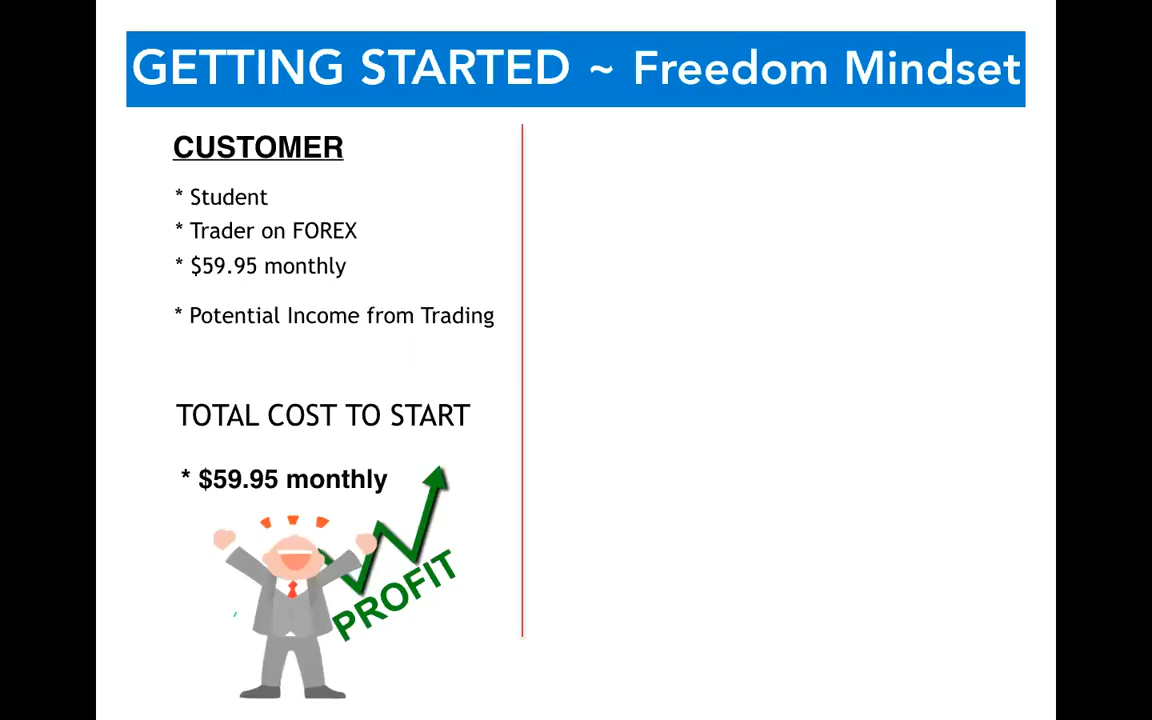 GETTING STARTED ~ Freedom Mindset
CUSTOMER
* Student
* Trader on FOREX
* $59.95 monthly
* Potential Income from Trading
TOTAL COST TO START
* $59.95 monthly
PROFIT